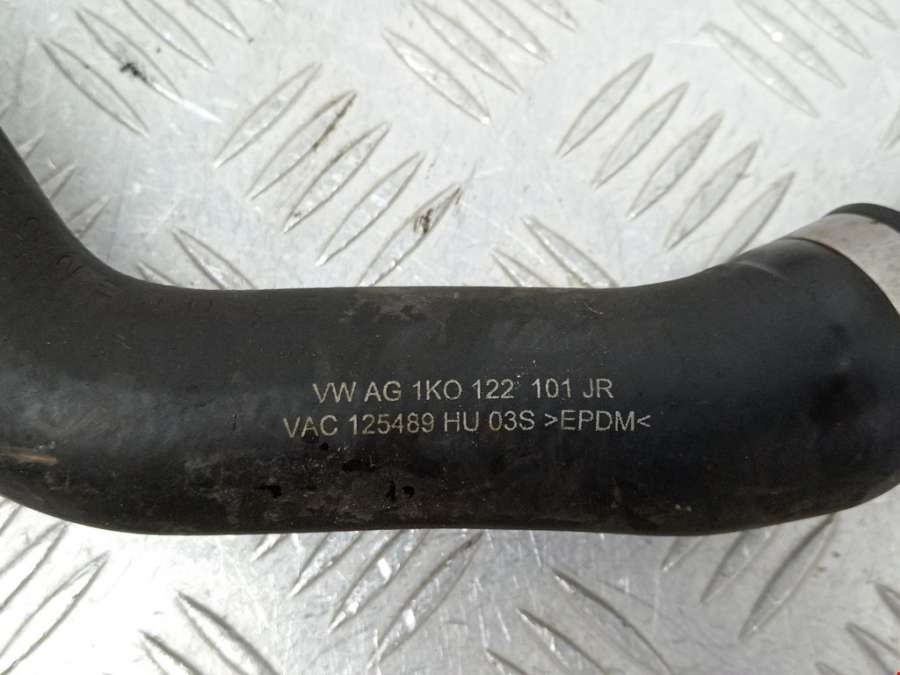 VW AG 1KO 122 101 JR
VAC 125489 HU 03S >EPDM<